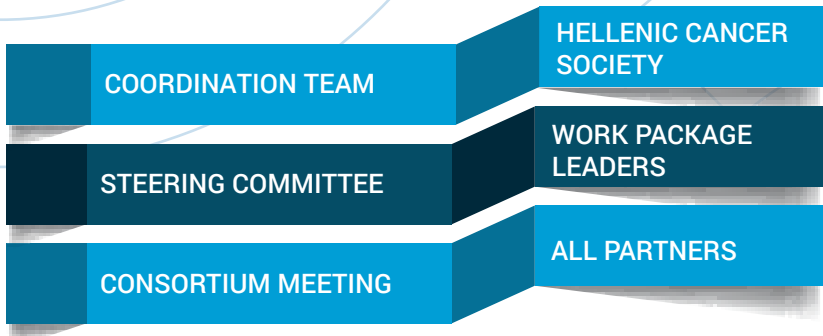 COORDINATION TEAM
HELLENIC CANCER
SOCIETY
STEERING COMMITTEE
WORK PACKAGE
LEADERS
CONSORTIUM MEETING
ALL PARTNERS